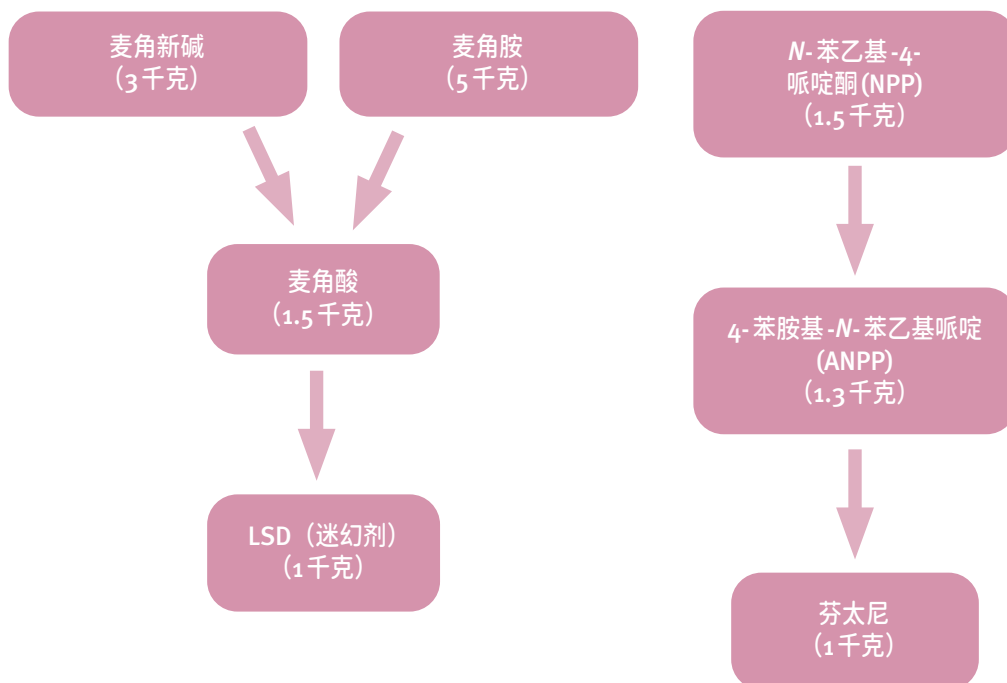 麦角新碱
（3 千克）
麦角胺
（5 千克）
N- 苯乙基 -4-
哌啶酮 (NPP)
（1.5 千克）
麦角酸
（1.5 千克）
4- 苯胺基 -N- 苯乙基哌啶
(ANPP)
（1.3 千克）
LSD（迷幻剂）
（1 千克）
芬太尼
（1 千克）